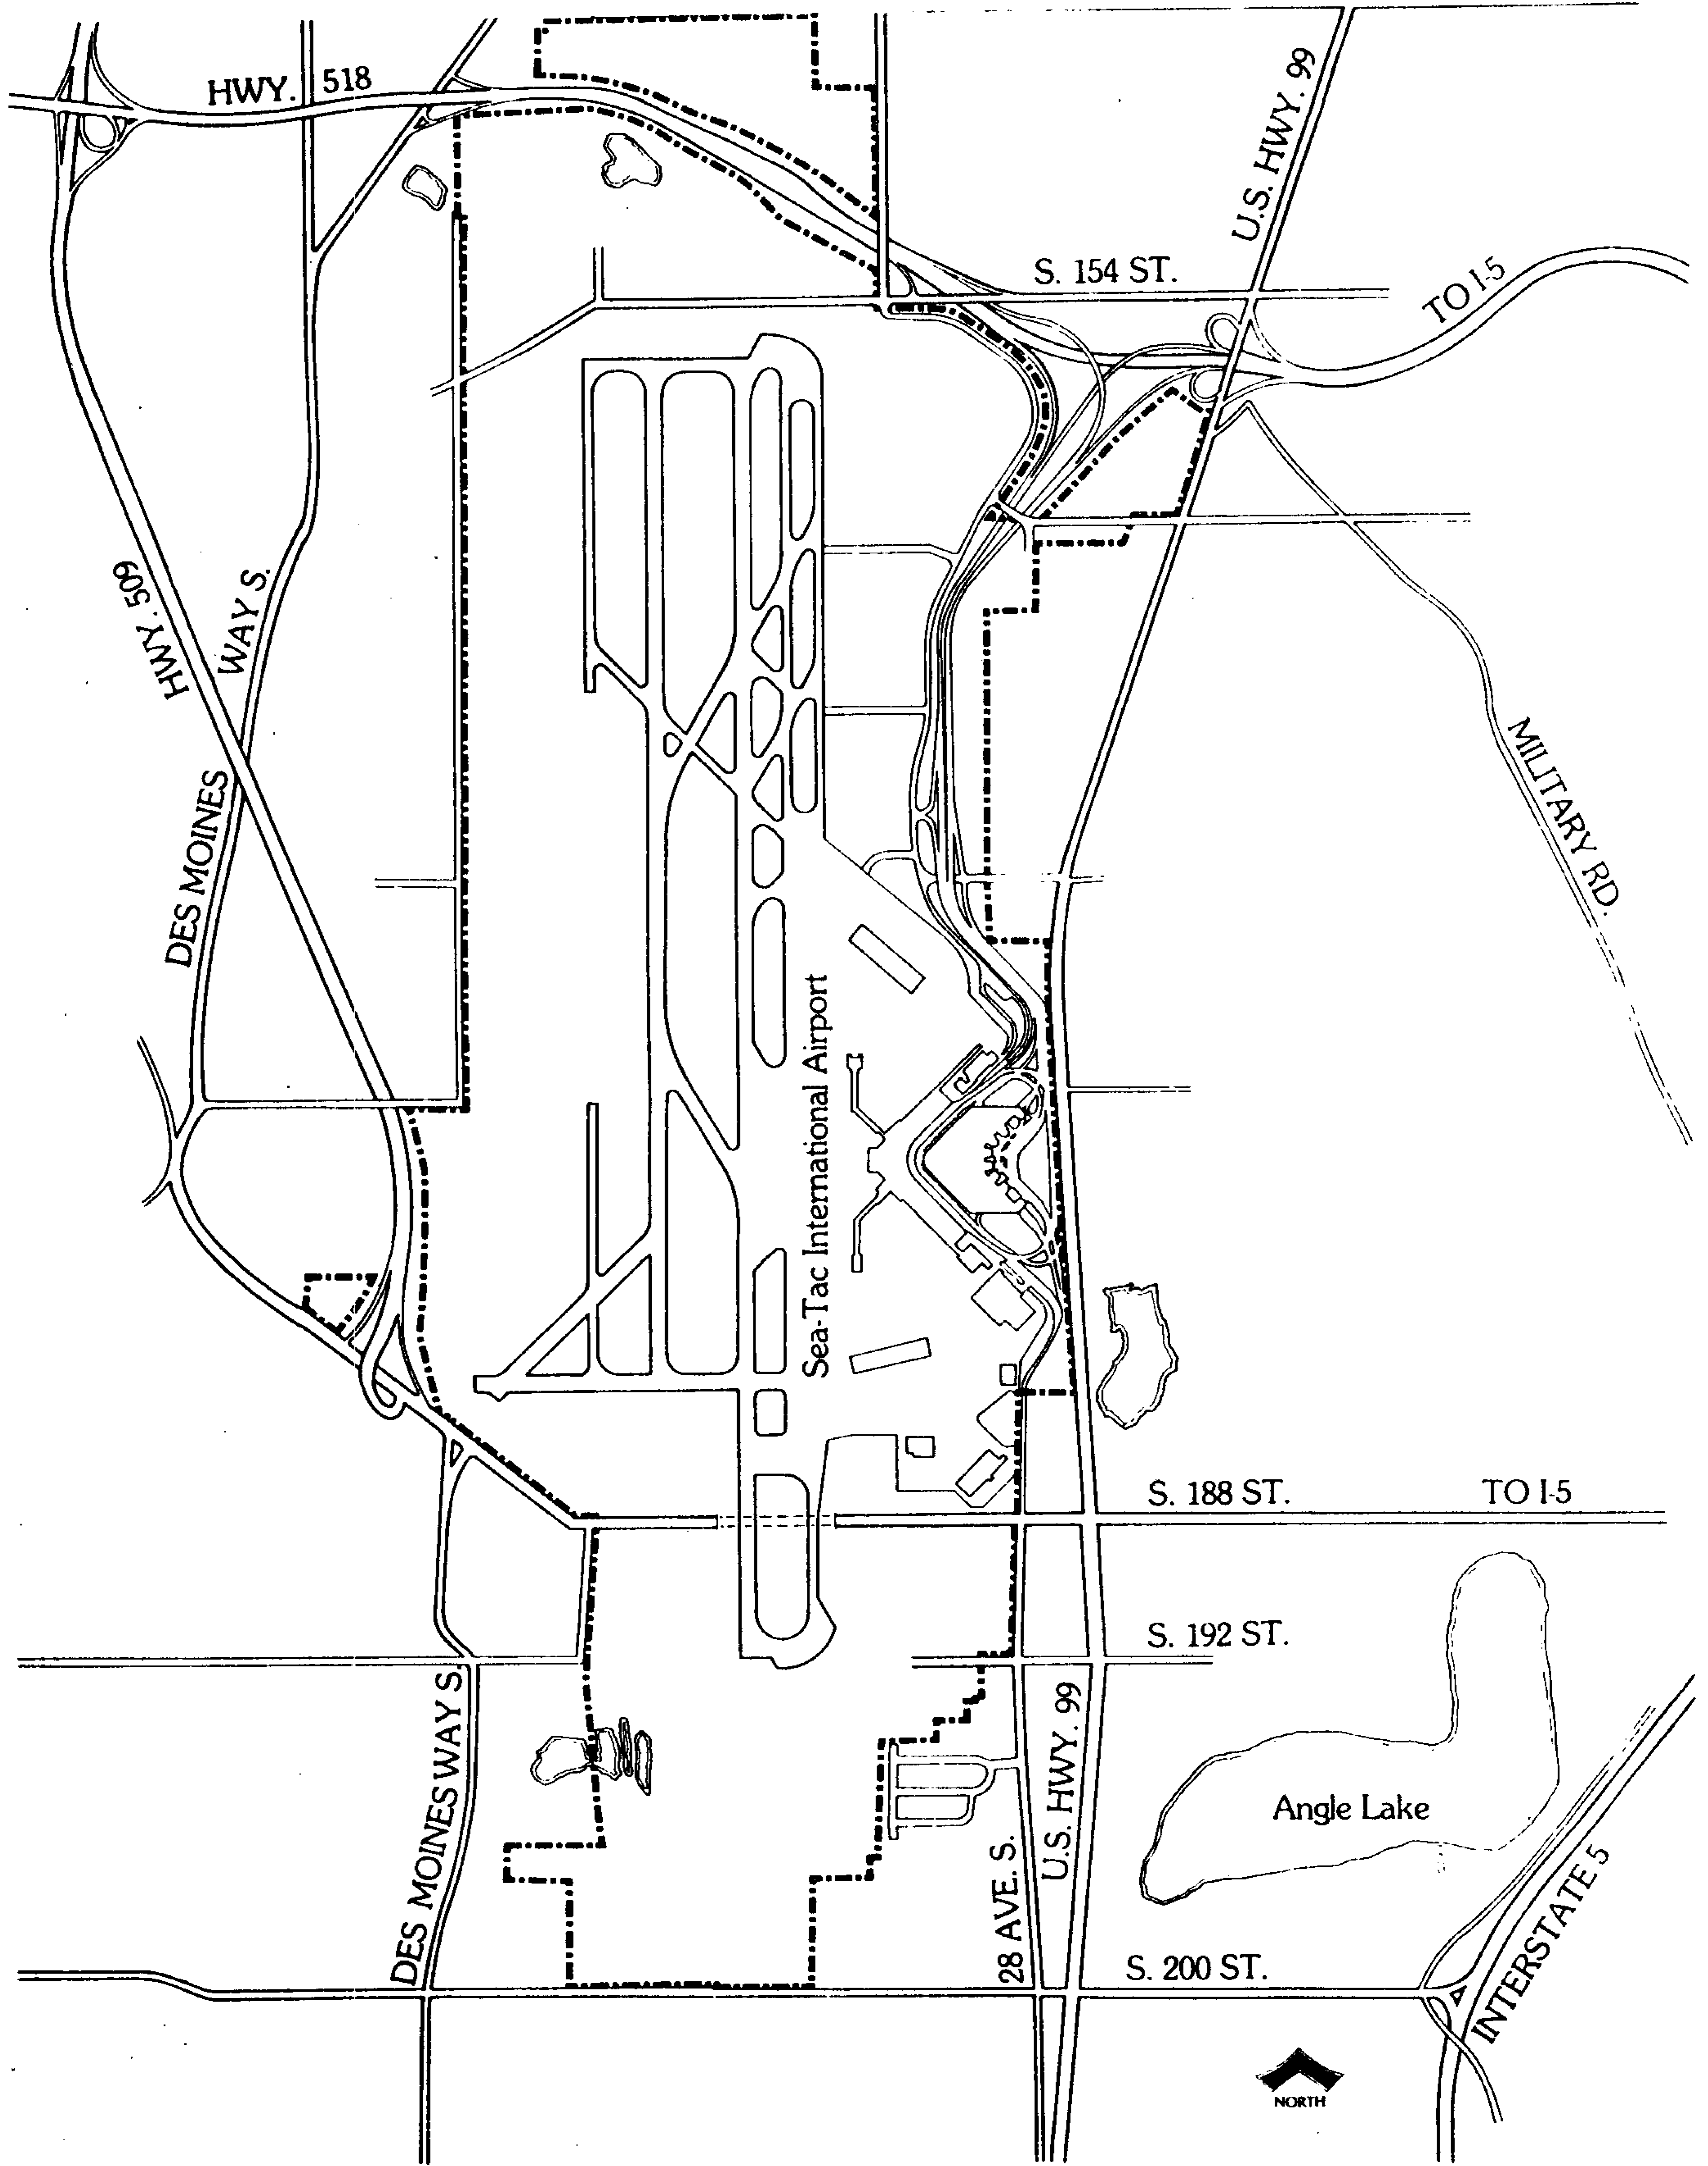 HWY. 518
U.S. HWY. 99
S. 154 ST.
TO I-5
HWY. 509
DES MOINES WAY S.
MILITARY RD.
Sea-Tac International Airport
S. 188 ST.
TO I-5
S. 192 ST.
DES MOINES WAY S.
U.S. HWY. 99
Angle Lake
28 AVE. S.
S. 200 ST.
INTERSTATE 5
NORTH